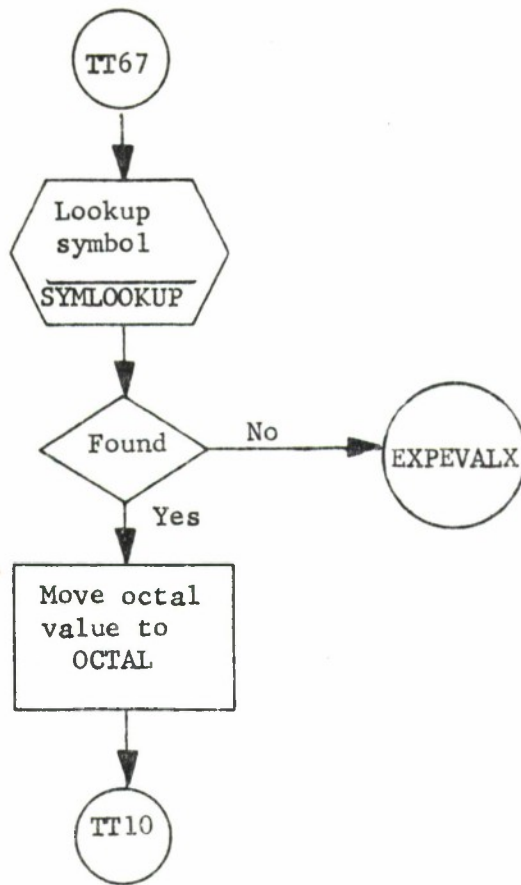 TT67
Lookup
symbol
SYMLOOKUP
Found
No
EXPEVALX
Yes
Move octal
value to
OCTAL
TT10